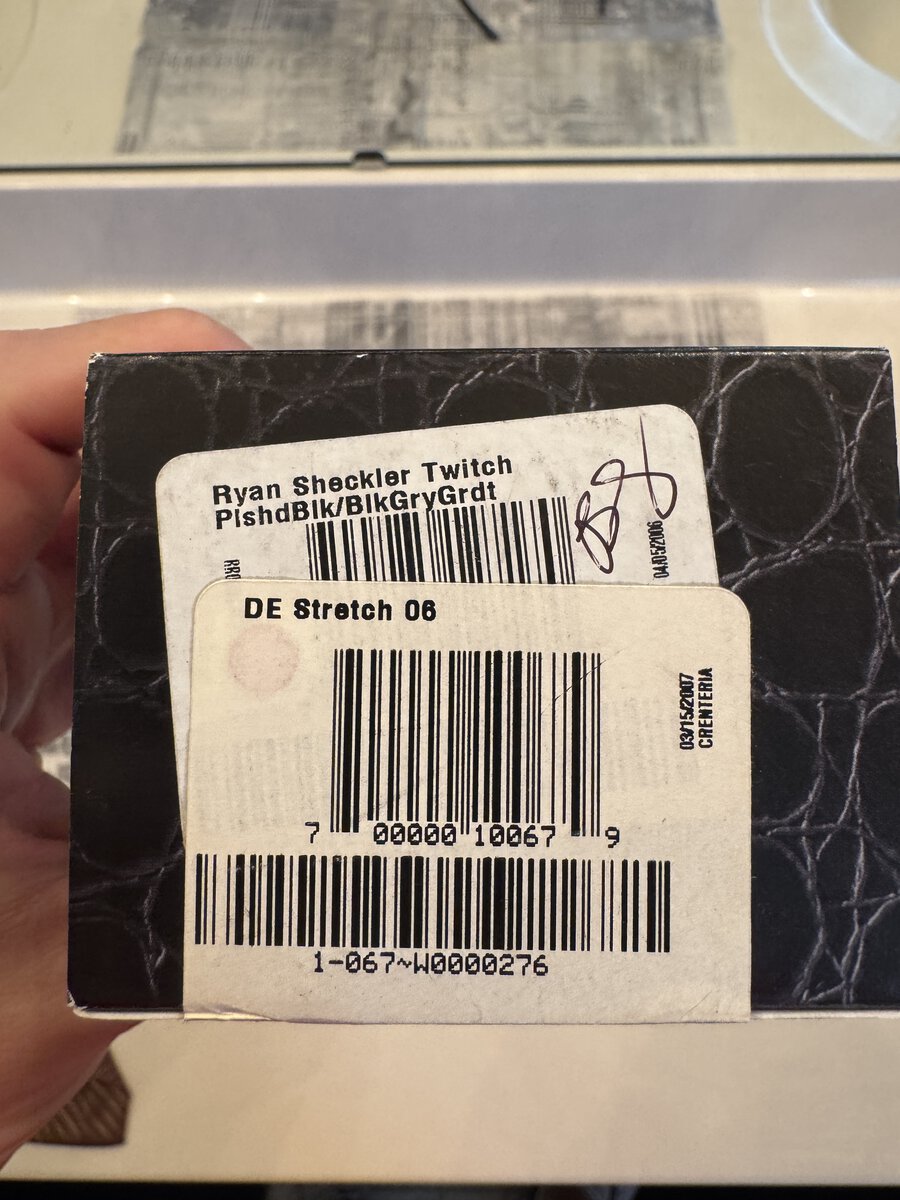 Ryan Sheckler Twitch
PlshdBlk/BlkGryGrdt
04/05/2006
DE Stretch 06
03/15/2007
CRENTERIA
7 00000 10067 9
1-067~W0000276